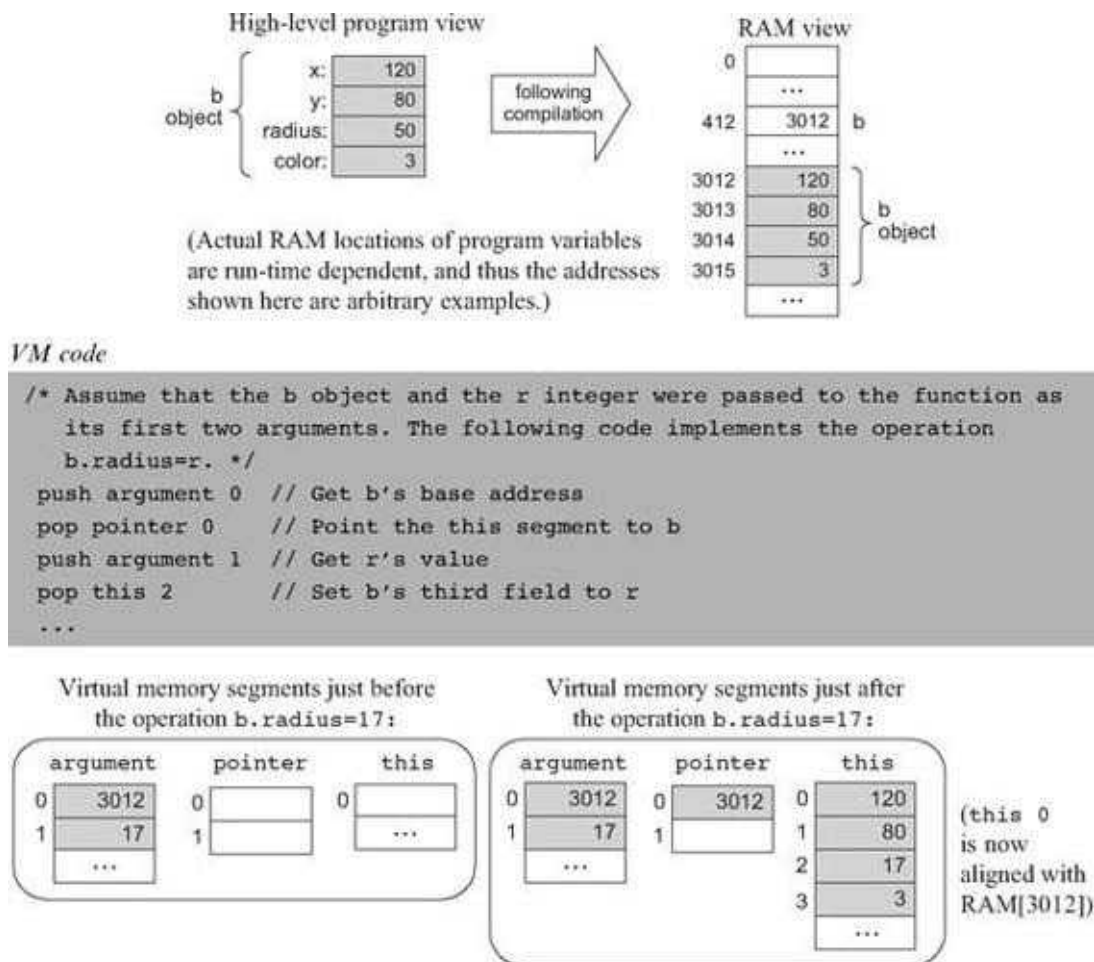 High-level program view
b
object
x: 120
y: 80
radius: 50
color: 3
following
compilation
RAM view
0
...
412 3012 b
...
3012 120
3013 80
3014 50
3015 3
...
b
object
(Actual RAM locations of program variables
are run-time dependent, and thus the addresses
shown here are arbitrary examples.)
VM code
/* Assume that the b object and the r integer were passed to the function as
its first two arguments. The following code implements the operation
b.radius=r. */
push argument 0 // Get b's base address
pop pointer 0 // Point the this segment to b
push argument 1 // Get r's value
pop this 2 // Set b's third field to r
...
Virtual memory segments just before
the operation b.radius=17:
argument pointer this
0 3012 0 0
1 17 1 ...
...
Virtual memory segments just after
the operation b.radius=17:
argument pointer this
0 3012 0 3012 0 120
1 17 1 1 80
... 2 17
3 3
...
(this 0
is now
aligned with
RAM[3012])